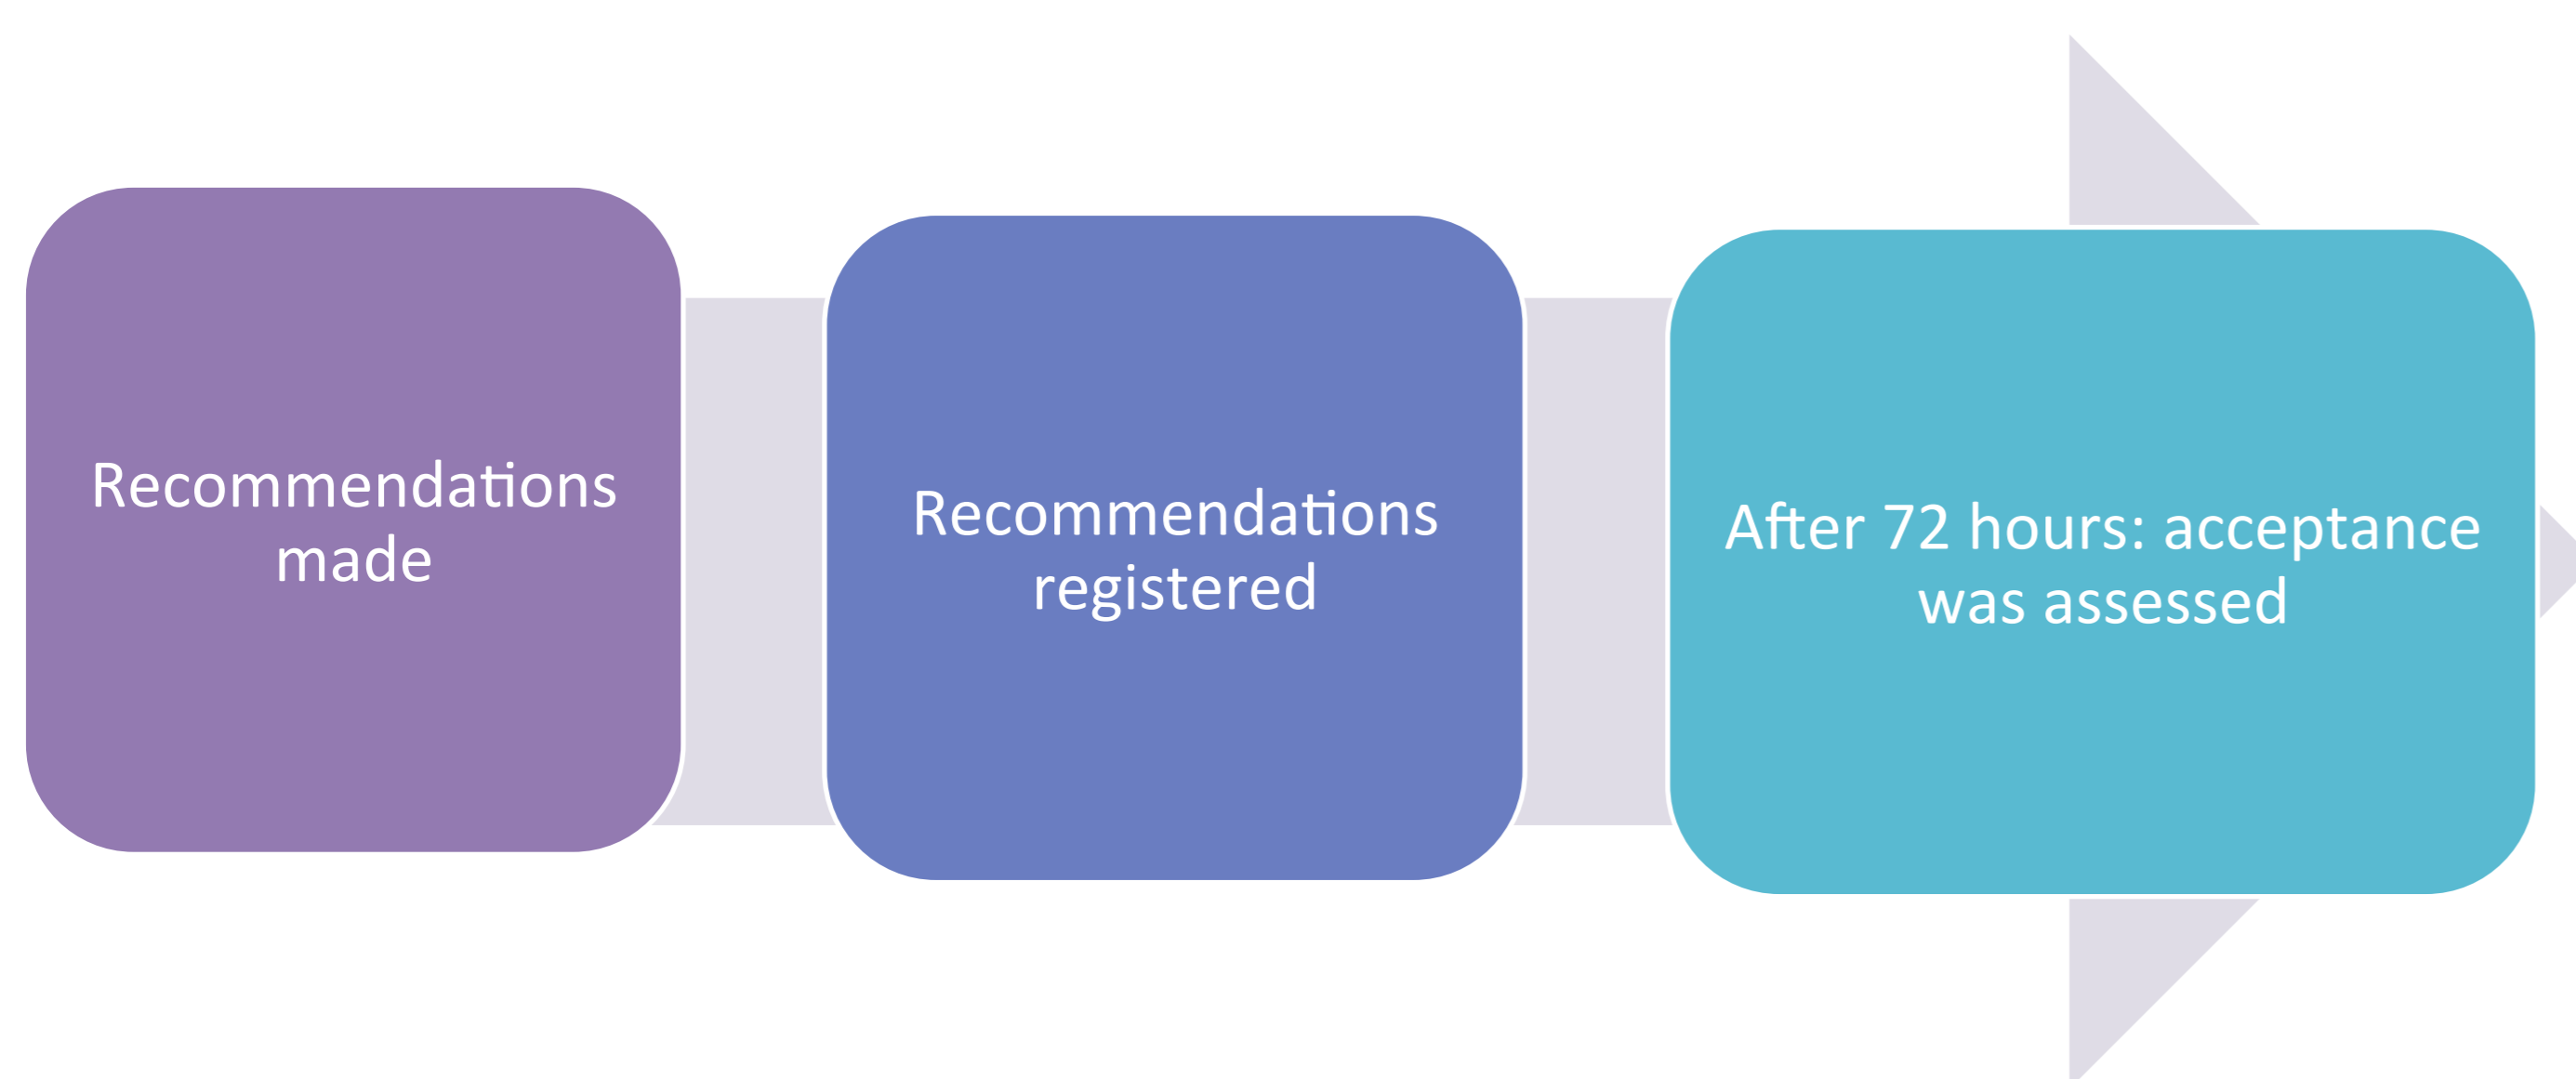 Recommendations
made
Recommendations
registered
After 72 hours: acceptance
was assessed